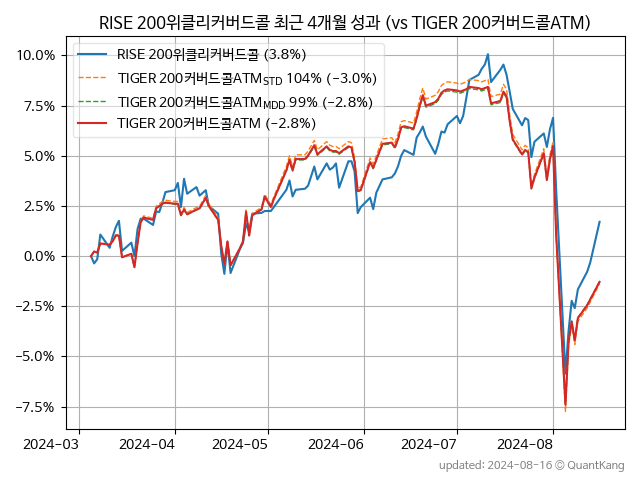 RISE 200위클리커버드콜 최근 4개월 성과 (vs TIGER 200커버드콜ATM)
RISE 200위클리커버드콜 (3.8%)
TIGER 200커버드콜ATM_STD 104% (−3.0%)
TIGER 200커버드콜ATM_MDD 99% (−2.8%)
TIGER 200커버드콜ATM (−2.8%)
10.0%
7.5%
5.0%
2.5%
0.0%
−2.5%
−5.0%
−7.5%
2024-03 2024-04 2024-05 2024-06 2024-07 2024-08
updated: 2024-08-16 © QuantKang